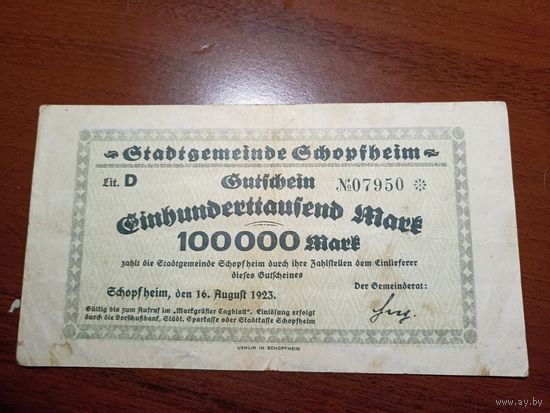 Stadtgemeinde Schopfheim
Lit. D Gutschein № 07950 *
Einhunderttausend Mark
100000 Mark
zahlt die Stadtgemeinde Schopfheim durch ihre Zahlstellen dem Einlieferer
dieses Gutscheines
Schopfheim, den 16. August 1923. Der Gemeinderat:
Gültig bis zum Aufruf im „Markgräfler Tagblatt". Einlösung erfolgt
durch die Vorschußbank, Städt. Sparkasse oder Stadtkasse Schopfheim
UEHLIN IN SCHOPFHEIM
www.ay.by